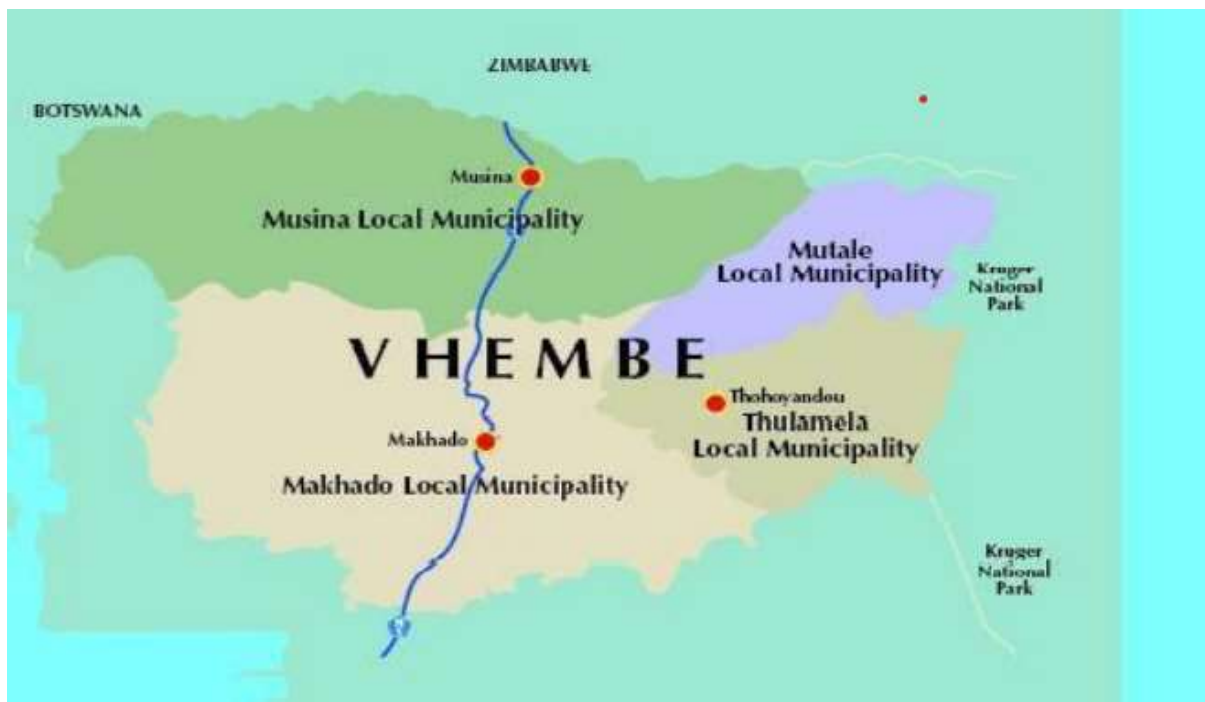 ZIMBABWE
BOTSWANA
Musina
Musina Local Municipality
Mutale
Local Municipality
Kruger
National
Park
VHEMBE
Thohoyandou
Thulamela
Local Municipality
Makhado
Makhado Local Municipality
Kruger
National
Park